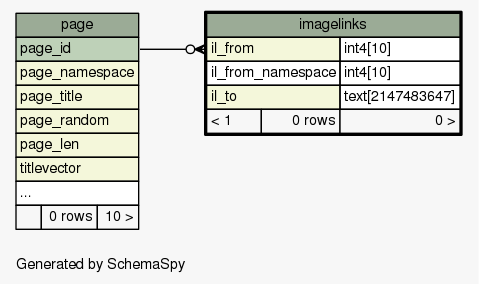 page
page_id
page_namespace
page_title
page_random
page_len
titlevector
...
0 rows 10 >
imagelinks
il_from int4[10]
il_from_namespace int4[10]
il_to text[2147483647]
< 1 0 rows 0 >
Generated by SchemaSpy